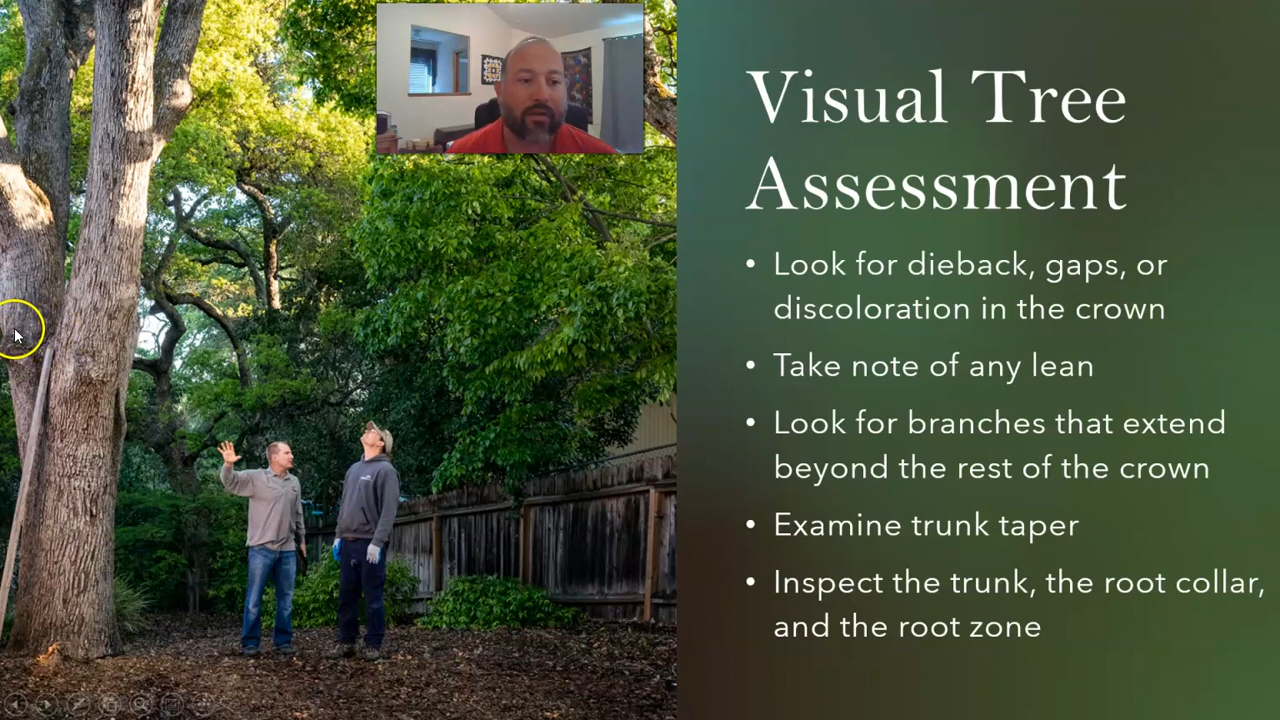 Visual Tree
Assessment
• Look for dieback, gaps, or
discoloration in the crown
• Take note of any lean
• Look for branches that extend
beyond the rest of the crown
• Examine trunk taper
• Inspect the trunk, the root collar,
and the root zone